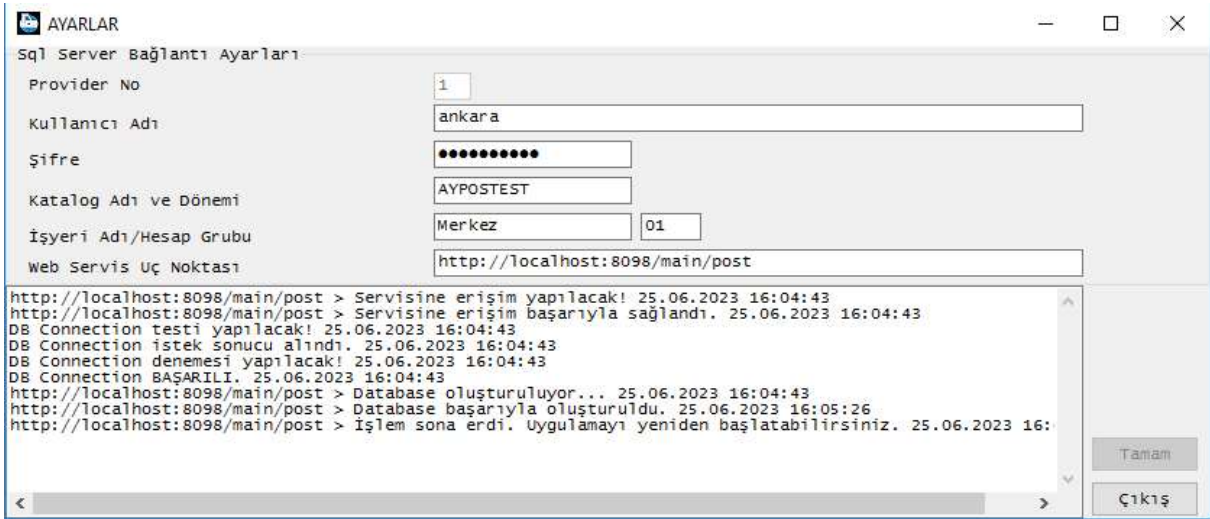 AYARLAR
Sql Server Bağlantı Ayarları
Provider No 1
Kullanıcı Adı ankara
Şifre ●●●●●●●●●●
Katalog Adı ve Dönemi AYPOSTEST
İşyeri Adı/Hesap Grubu Merkez 01
Web Servis Uç Noktası http://localhost:8098/main/post
http://localhost:8098/main/post > Servisine erişim yapılacak! 25.06.2023 16:04:43
http://localhost:8098/main/post > Servisine erişim başarıyla sağlandı. 25.06.2023 16:04:43
DB Connection testi yapılacak! 25.06.2023 16:04:43
DB Connection istek sonucu alındı. 25.06.2023 16:04:43
DB Connection denemesi yapılacak! 25.06.2023 16:04:43
DB Connection BAŞARILI. 25.06.2023 16:04:43
http://localhost:8098/main/post > Database oluşturuluyor... 25.06.2023 16:04:43
http://localhost:8098/main/post > Database başarıyla oluşturuldu. 25.06.2023 16:05:26
http://localhost:8098/main/post > İşlem sona erdi. Uygulamayı yeniden başlatabilirsiniz. 25.06.2023 16:
Tamam
Çıkış